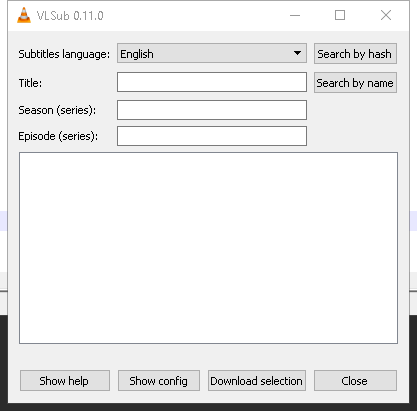 VLSub 0.11.0
Subtitles language: English Search by hash
Title: Search by name
Season (series):
Episode (series):
Show help Show config Download selection Close